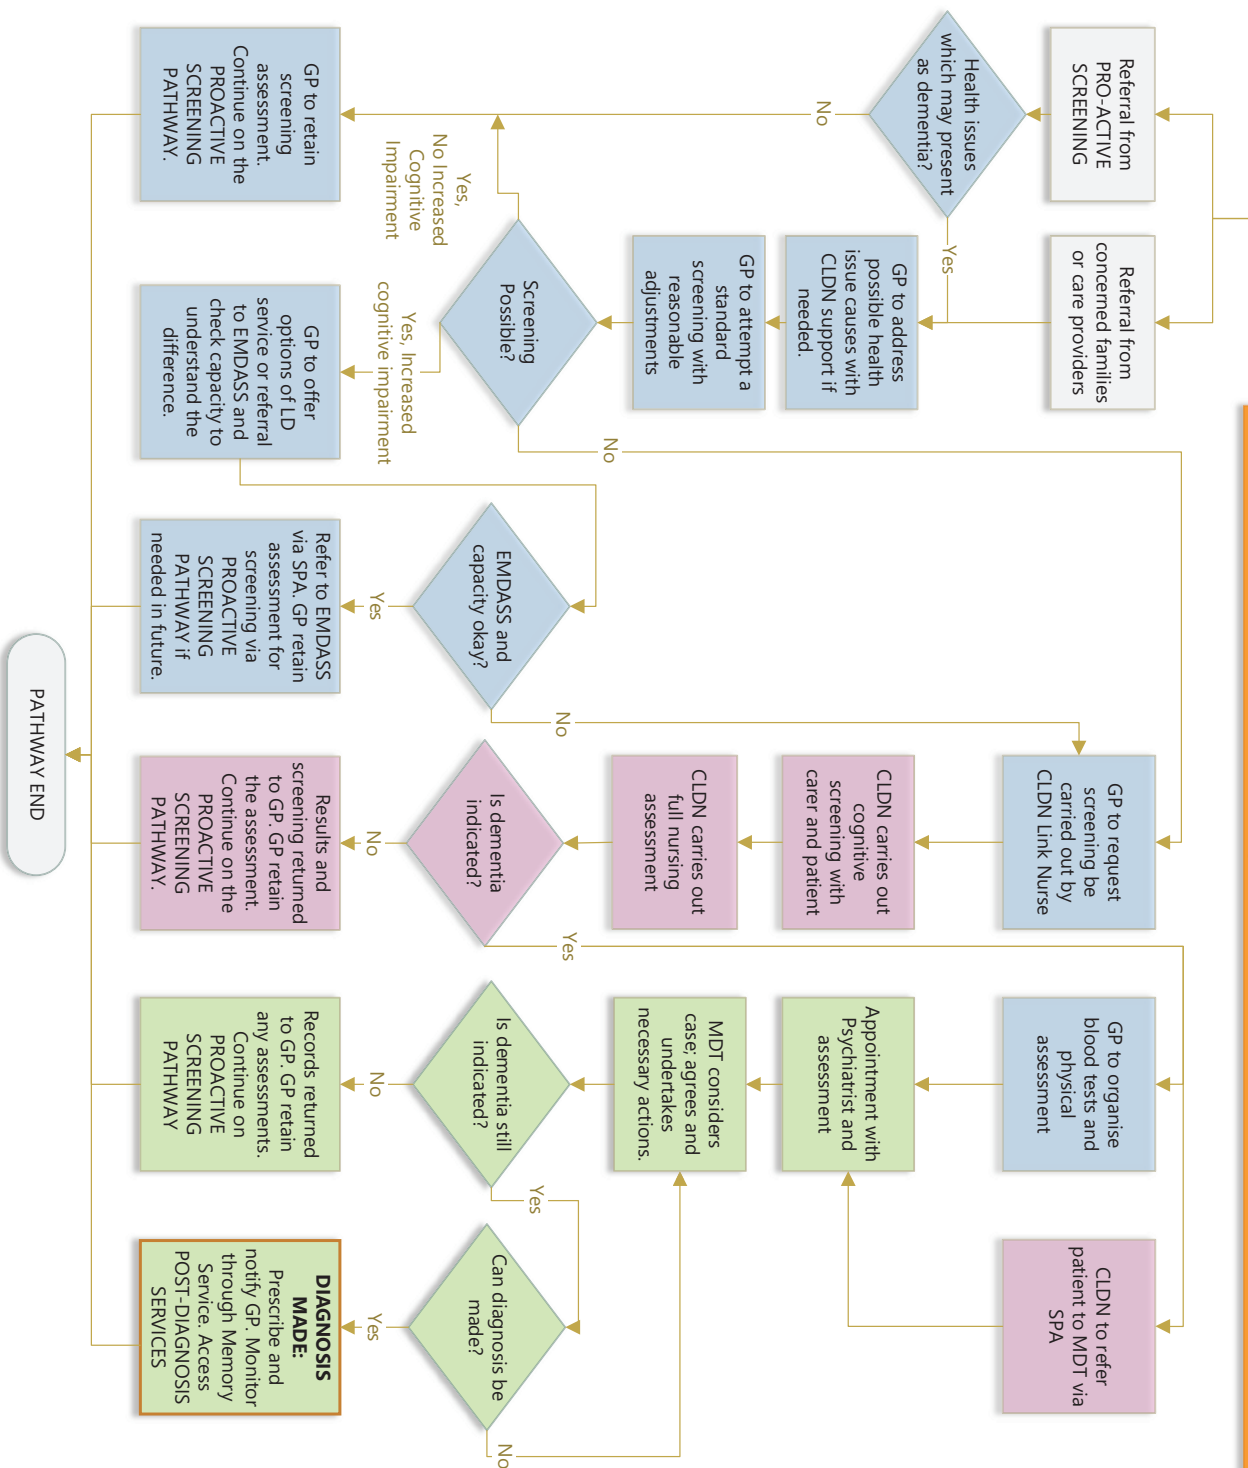 Referral from
PRO-ACTIVE
SCREENING
Referral from
concerned families
or care providers
Health issues
which may present
as dementia?
No
Yes
GP to address
possible health
issue causes with
CLDN support if
needed.
GP to attempt a
standard
screening with
reasonable
adjustments
Screening
Possible?
No
Yes,
No Increased
Cognitive
Impairment
Yes, Increased
cognitive impairment
GP to retain
screening
assessment.
Continue on the
PROACTIVE
SCREENING
PATHWAY.
GP to offer
options of LD
service or referral
to EMDASS and
check capacity to
understand the
difference.
EMDASS and
capacity okay?
No
Yes
Refer to EMDASS
via SPA. GP retain
assessment for
screening via
PROACTIVE
SCREENING
PATHWAY if
needed in future.
GP to request
screening be
carried out by
CLDN Link Nurse
CLDN carries out
cognitive
screening with
carer and patient
CLDN carries out
full nursing
assessment
Is dementia
indicated?
Yes
No
Results and
screening returned
to GP. GP retain
the assessment.
Continue on the
PROACTIVE
SCREENING
PATHWAY.
GP to organise
blood tests and
physical
assessment
CLDN to refer
patient to MDT via
SPA
Appointment with
Psychiatrist and
assessment
MDT considers
case; agrees and
undertakes
necessary actions.
Is dementia still
indicated?
Yes
No
Records returned
to GP. GP retain
any assessments.
Continue on
PROACTIVE
SCREENING
PATHWAY
Can diagnosis be
made?
No
Yes
DIAGNOSIS
MADE:
Prescribe and
notify GP. Monitor
through Memory
Service. Access
POST-DIAGNOSIS
SERVICES
PATHWAY END